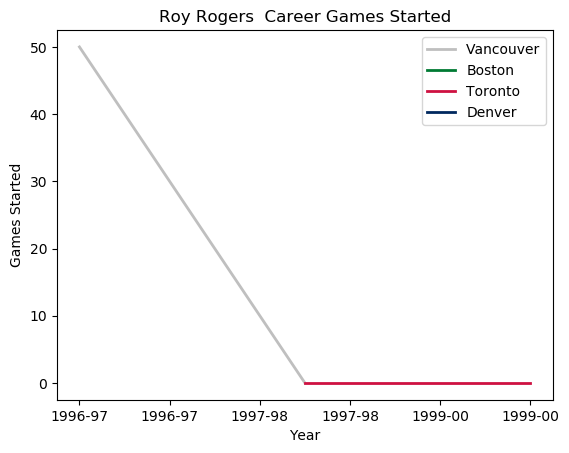 Roy Rogers  Career Games Started
Vancouver
Boston
Toronto
Denver
50
40
30
20
10
0
Games Started
1996-97 1996-97 1997-98 1997-98 1999-00 1999-00
Year